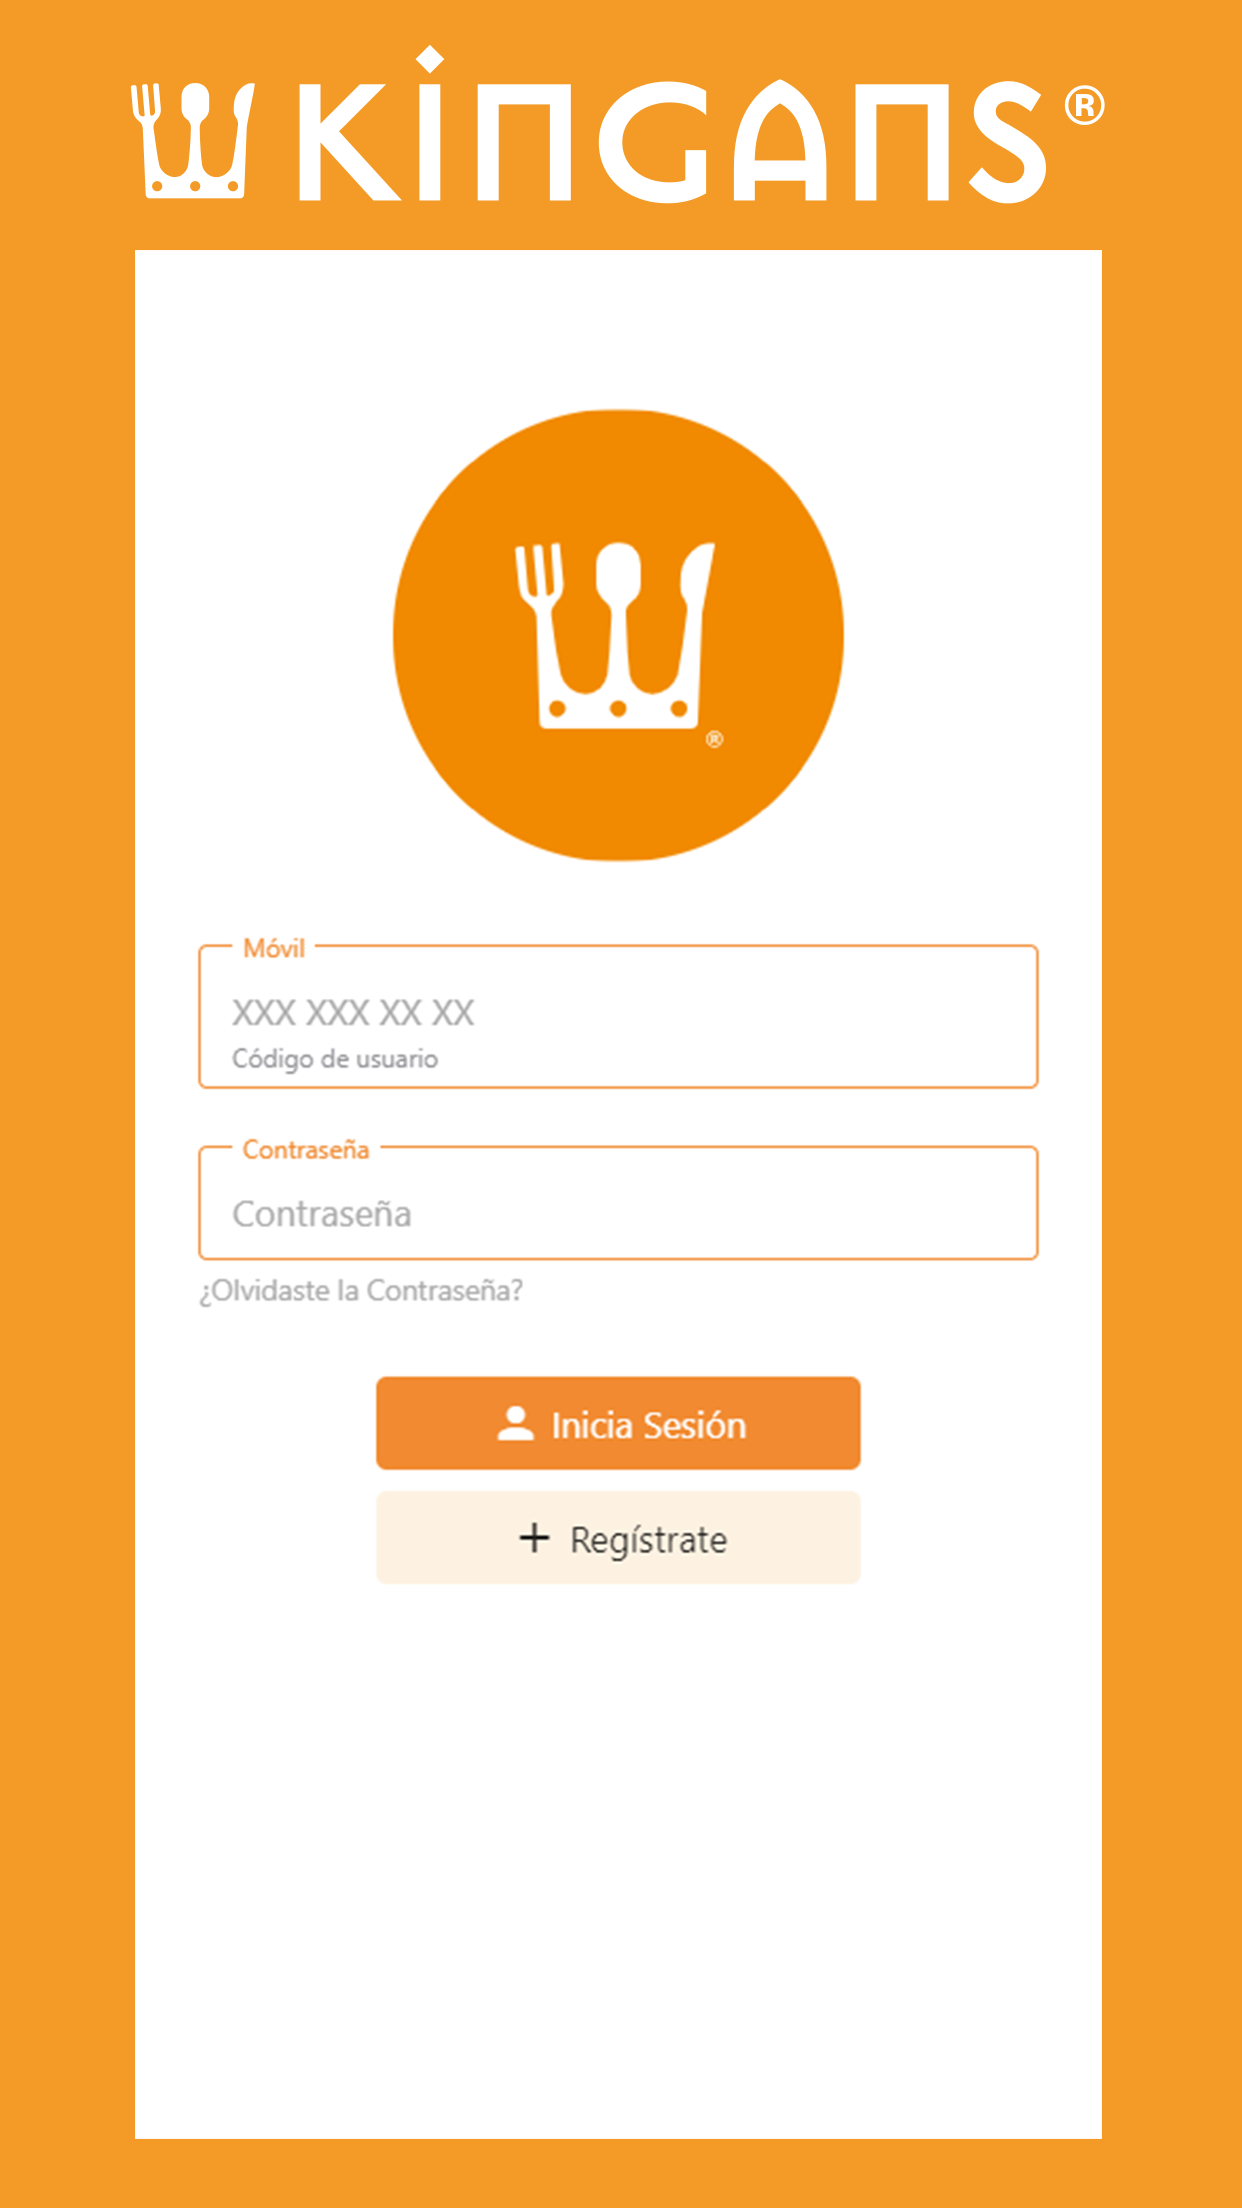 KINGANS®
®
Móvil
XXX XXX XX XX
Código de usuario
Contraseña
Contraseña
¿Olvidaste la Contraseña?
Inicia Sesión
+ Regístrate